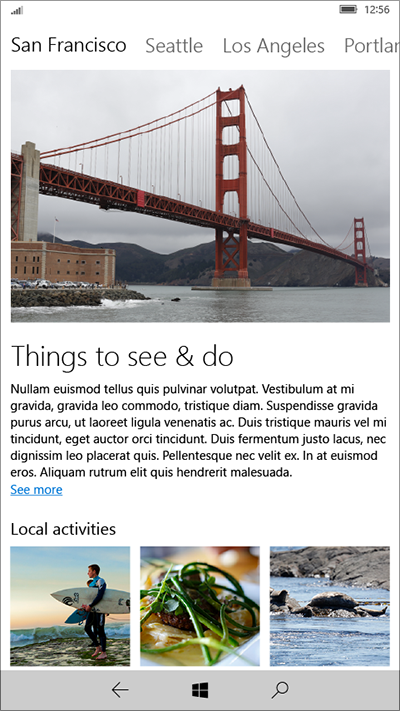 12:56
San Francisco Seattle Los Angeles Portlan
Things to see & do
Nullam euismod tellus quis pulvinar volutpat. Vestibulum at mi
gravida, gravida leo commodo, tristique diam. Suspendisse gravida
purus arcu, ut laoreet ligula venenatis ac. Duis tristique mauris vel mi
tincidunt, eget auctor orci tincidunt. Duis fermentum justo lacus, nec
dignissim leo placerat quis. Pellentesque nec velit ex. In at euismod
eros. Aliquam rutrum elit quis hendrerit malesuada.
See more
Local activities